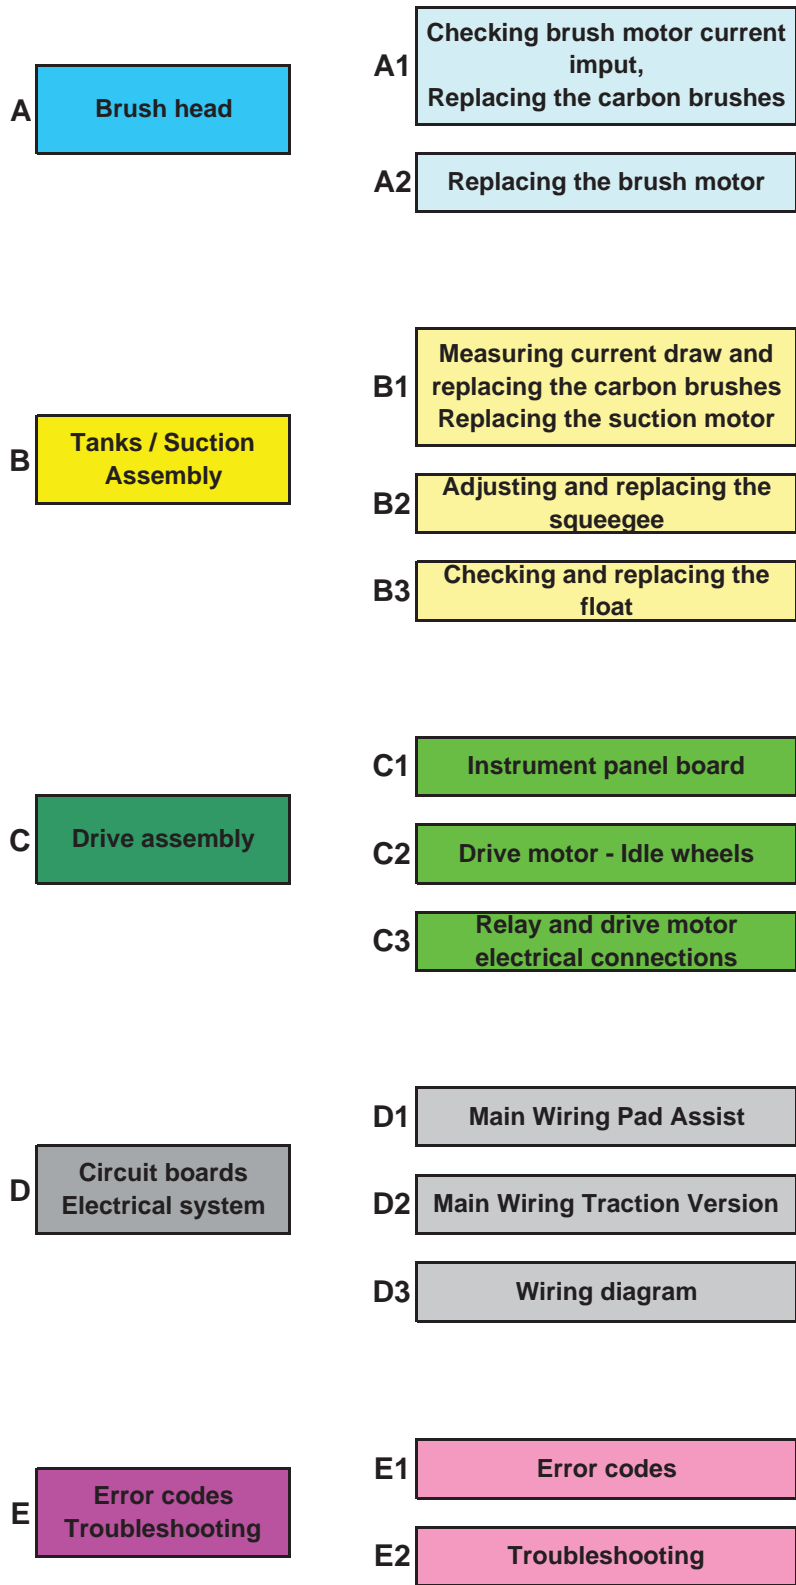 A
Brush head
A1
Checking brush motor current
imput,
Replacing the carbon brushes
A2
Replacing the brush motor
B
Tanks / Suction
Assembly
B1
Measuring current draw and
replacing the carbon brushes
Replacing the suction motor
B2
Adjusting and replacing the
squeegee
B3
Checking and replacing the
float
C
Drive assembly
C1
Instrument panel board
C2
Drive motor - Idle wheels
C3
Relay and drive motor
electrical connections
D
Circuit boards
Electrical system
D1
Main Wiring Pad Assist
D2
Main Wiring Traction Version
D3
Wiring diagram
E
Error codes
Troubleshooting
E1
Error codes
E2
Troubleshooting